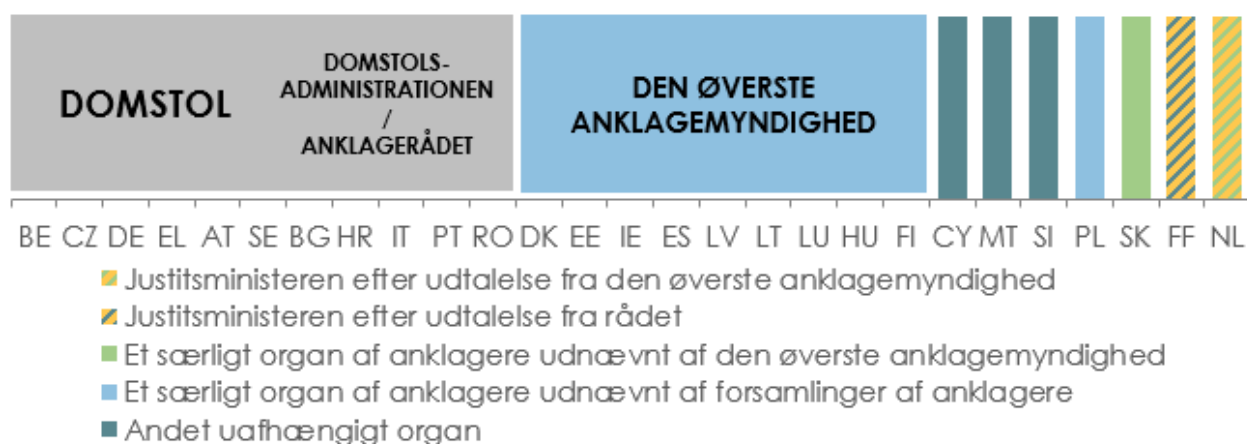 DOMSTOL
DOMSTOLS-
ADMINISTRATIONEN
/
ANKLAGERÅDET
DEN ØVERSTE
ANKLAGEMYNDIGHED
BE CZ DE EL AT SE BG HR IT PT RO DK EE IE ES LV LT LU HU FI CY MT SI PL SK FF NL
Justitsministeren efter udtalelse fra den øverste anklagemyndighed
Justitsministeren efter udtalelse fra rådet
Et særligt organ af anklagere udnævnt af den øverste anklagemyndighed
Et særligt organ af anklagere udnævnt af forsamlinger af anklagere
Andet uafhængigt organ